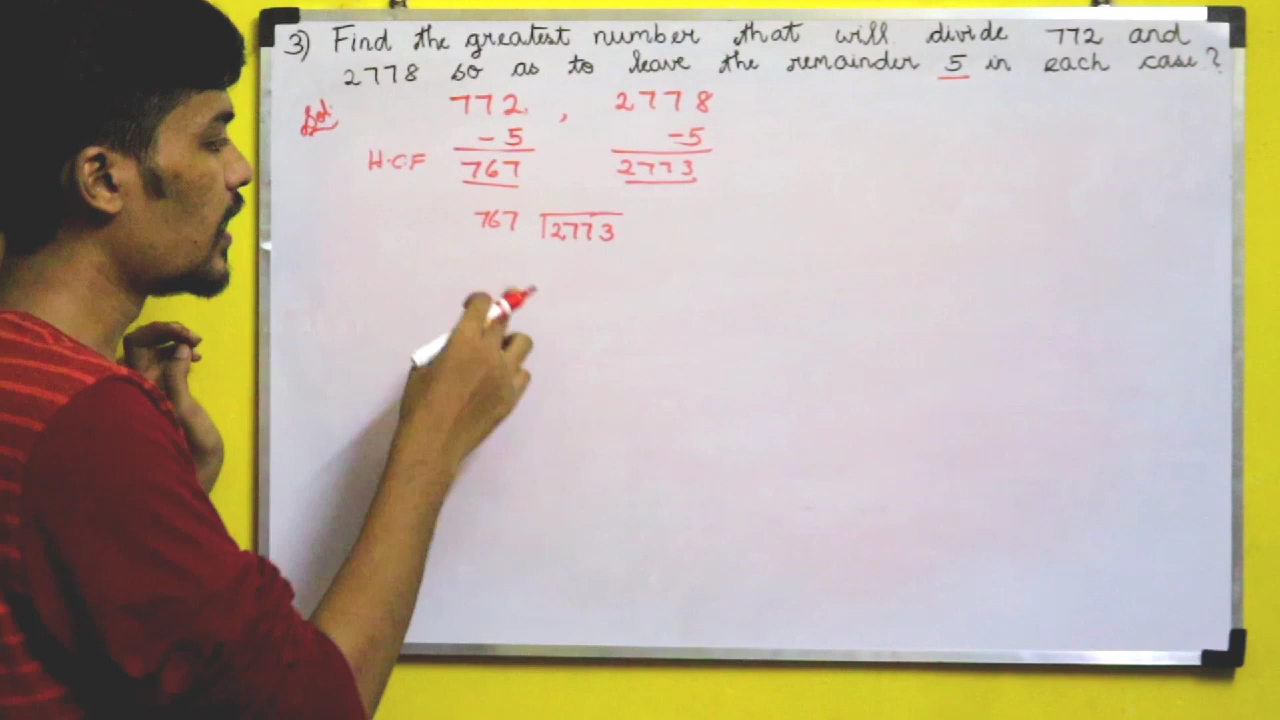 3) Find the greatest number that will divide 772 and
2778 so as to leave the remainder 5 in each case?
Sol: 772, 2778
-5 -5
H.C.F 767 2773
767 2773